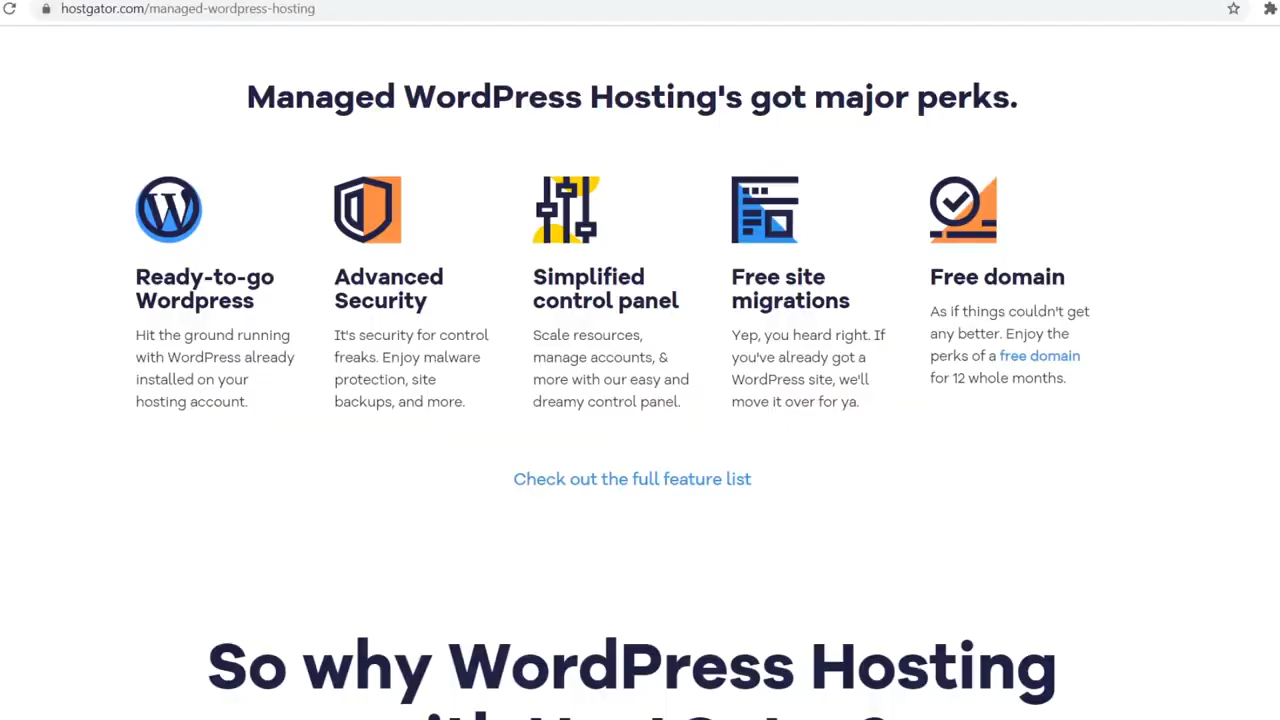 hostgator.com/managed-wordpress-hosting
Managed WordPress Hosting's got major perks.
Ready-to-go
Wordpress
Hit the ground running
with WordPress already
installed on your
hosting account.
Advanced
Security
It's security for control
freaks. Enjoy malware
protection, site
backups, and more.
Simplified
control panel
Scale resources,
manage accounts, &
more with our easy and
dreamy control panel.
Free site
migrations
Yep, you heard right. If
you've already got a
WordPress site, we'll
move it over for ya.
Free domain
As if things couldn't get
any better. Enjoy the
perks of a free domain
for 12 whole months.
Check out the full feature list
So why WordPress Hosting